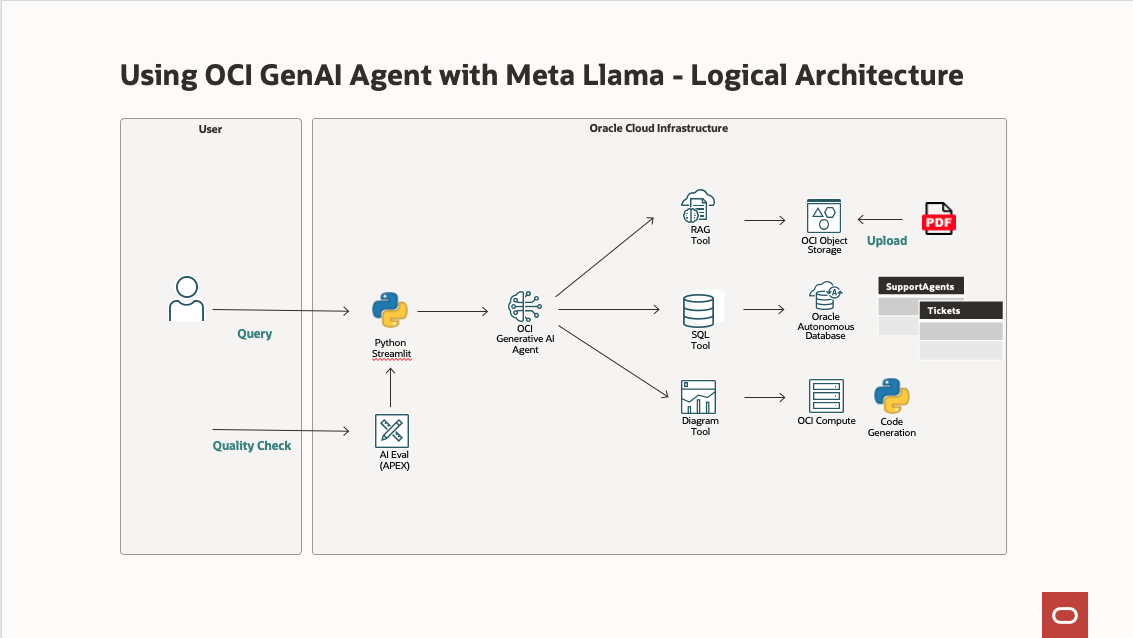 Using OCI GenAI Agent with Meta Llama - Logical Architecture
User
Oracle Cloud Infrastructure
RAG
Tool
OCI Object
Storage
Upload
PDF
Query
Python
Streamlit
OCI
Generative AI
Agent
SQL
Tool
A
Oracle
Autonomous
Database
SupportAgents
Tickets
Quality Check
AI Eval
(APEX)
Diagram
Tool
OCI Compute
Code
Generation